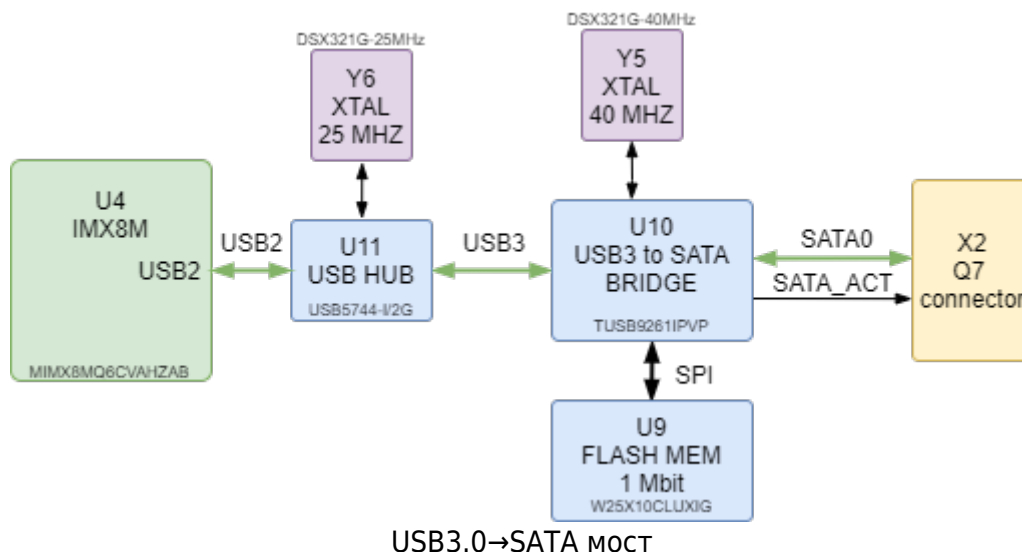 DSX321G-25MHz
Y6
XTAL
25 MHZ
DSX321G-40MHz
Y5
XTAL
40 MHZ
U4
IMX8M
USB2
MIMX8MQ6CVAHZAB
USB2
U11
USB HUB
USB5744-I/2G
USB3
U10
USB3 to SATA
BRIDGE
TUSB9261IPVP
SATA0
SATA_ACT
X2
Q7
connector
SPI
U9
FLASH MEM
1 Mbit
W25X10CLUXIG
USB3.0→SATA мост